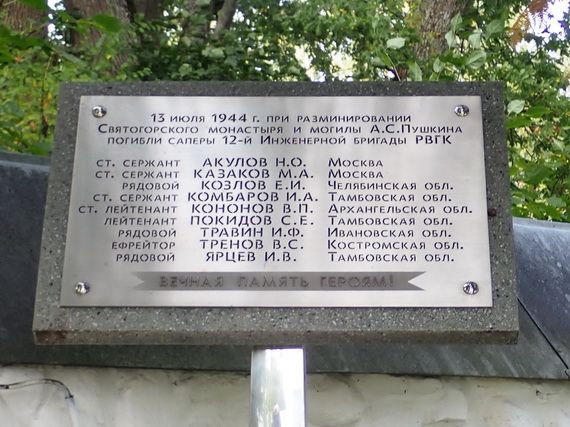 13 июля 1944 г. при разминировании
Святогорского монастыря и могилы А.С.Пушкина
погибли саперы 12-й Инженерной бригады РВГК
ст. сержант АКУЛОВ Н.О. Москва
ст. сержант КАЗАКОВ М.А. Москва
рядовой КОЗЛОВ Е.И. Челябинская обл.
ст. сержант КОМБАРОВ И.А. Тамбовская обл.
ст. лейтенант КОНОНОВ В.П. Архангельская обл.
лейтенант ПОКИДОВ С.Е. Тамбовская обл.
рядовой ТРАВИН И.Ф. Ивановская обл.
ефрейтор ТРЕНОВ В.С. Костромская обл.
рядовой ЯРЦЕВ И.В. Тамбовская обл.
ВЕЧНАЯ ПАМЯТЬ ГЕРОЯМ!